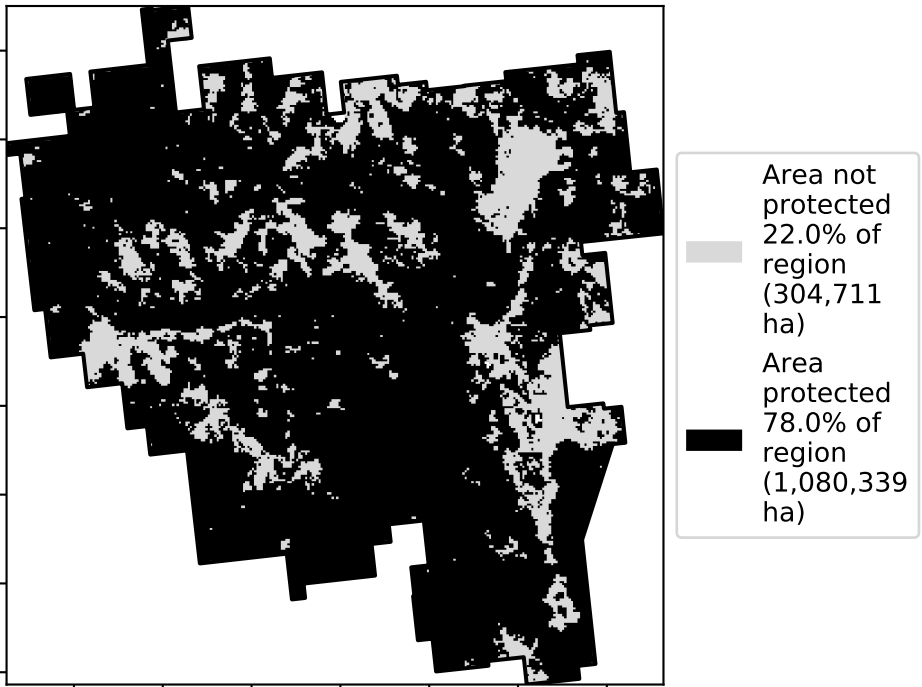 Area not
protected
22.0% of
region
(304,711
ha)
Area
protected
78.0% of
region
(1,080,339
ha)